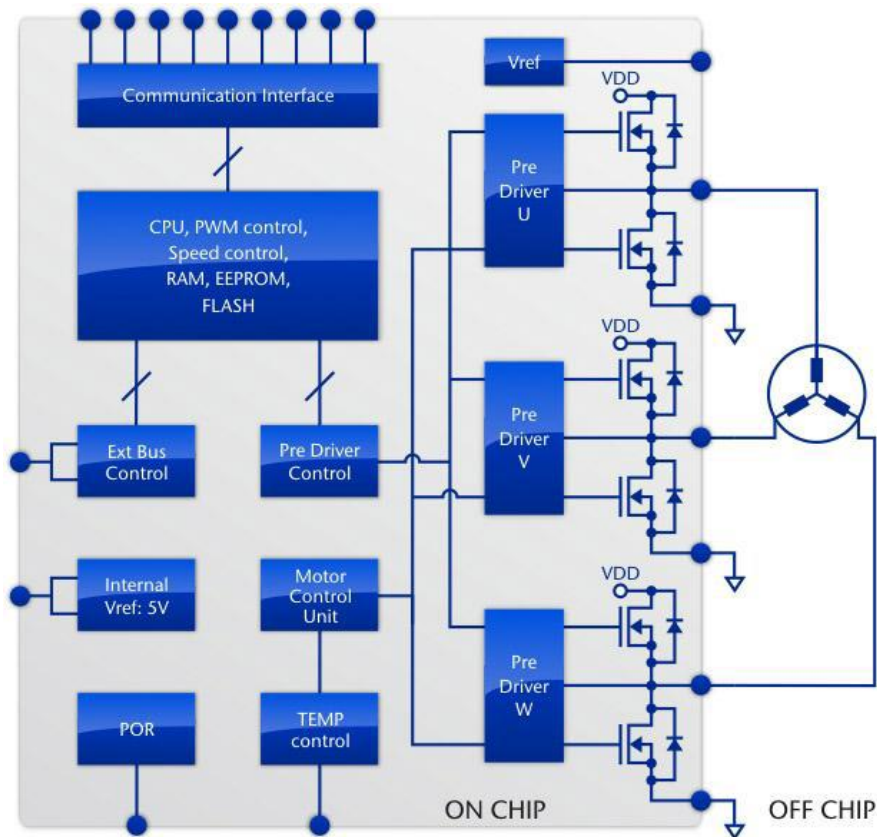 Communication Interface
Vref
VDD
Pre
Driver
U
CPU, PWM control,
Speed control,
RAM, EEPROM,
FLASH
VDD
Pre
Driver
V
Ext Bus
Control
Pre Driver
Control
Internal
Vref: 5V
Motor
Control
Unit
VDD
Pre
Driver
W
POR
TEMP
control
ON CHIP
OFF CHIP